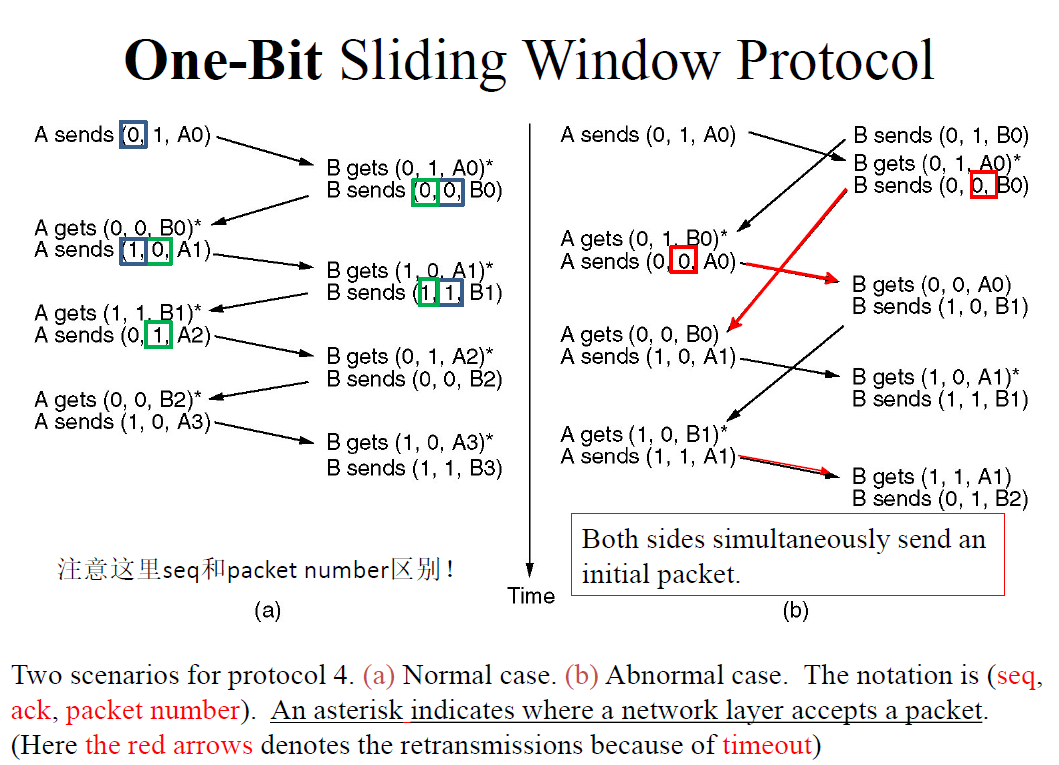 One-Bit Sliding Window Protocol
A sends (0, 1, A0)
B gets (0, 1, A0)*
B sends (0, 0, B0)
A gets (0, 0, B0)*
A sends (1, 0, A1)
B gets (1, 0, A1)*
B sends (1, 1, B1)
A gets (1, 1, B1)*
A sends (0, 1, A2)
B gets (0, 1, A2)*
B sends (0, 0, B2)
A gets (0, 0, B2)*
A sends (1, 0, A3)
B gets (1, 0, A3)*
B sends (1, 1, B3)
注意这里seq和packet number区别！
(a)
Time
A sends (0, 1, A0)
B sends (0, 1, B0)
B gets (0, 1, A0)*
B sends (0, 0, B0)
A gets (0, 1, B0)*
A sends (0, 0, A0)
B gets (0, 0, A0)
B sends (1, 0, B1)
A gets (0, 0, B0)
A sends (1, 0, A1)
B gets (1, 0, A1)*
B sends (1, 1, B1)
A gets (1, 0, B1)*
A sends (1, 1, A1)
B gets (1, 1, A1)
B sends (0, 1, B2)
Both sides simultaneously send an
initial packet.
(b)
Two scenarios for protocol 4. (a) Normal case. (b) Abnormal case. The notation is (seq,
ack, packet number). An asterisk indicates where a network layer accepts a packet.
(Here the red arrows denotes the retransmissions because of timeout)